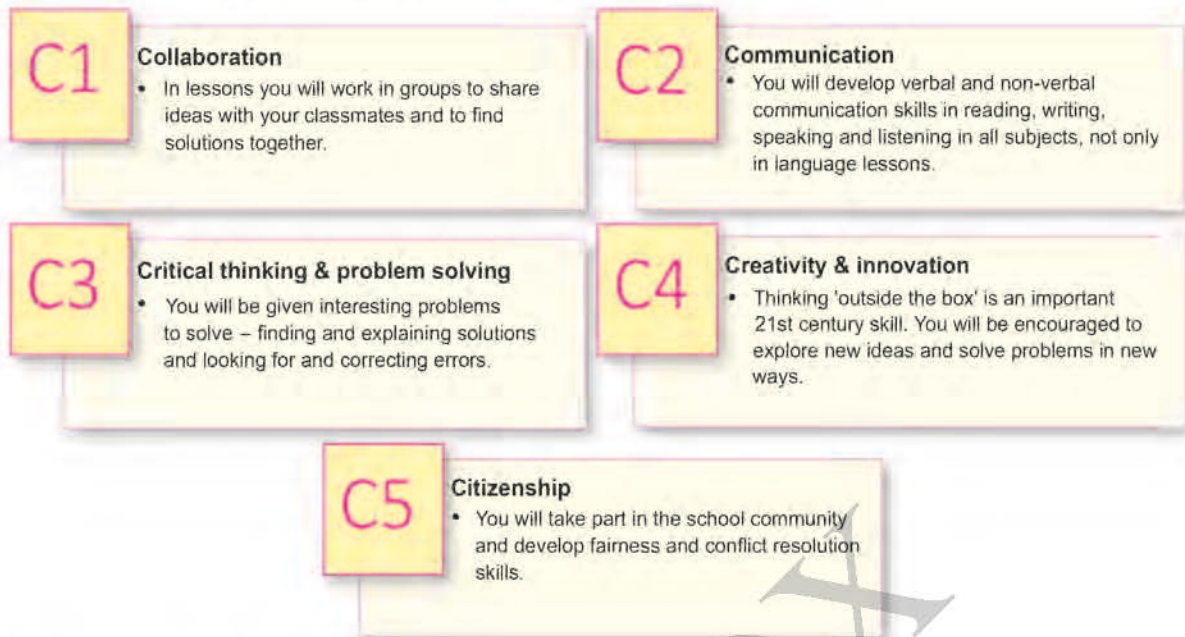 C1
Collaboration
• In lessons you will work in groups to share
ideas with your classmates and to find
solutions together.
C2
Communication
• You will develop verbal and non-verbal
communication skills in reading, writing,
speaking and listening in all subjects, not only
in language lessons.
C3
Critical thinking & problem solving
• You will be given interesting problems
to solve – finding and explaining solutions
and looking for and correcting errors.
C4
Creativity & innovation
• Thinking 'outside the box' is an important
21st century skill. You will be encouraged to
explore new ideas and solve problems in new
ways.
C5
Citizenship
• You will take part in the school community
and develop fairness and conflict resolution
skills.